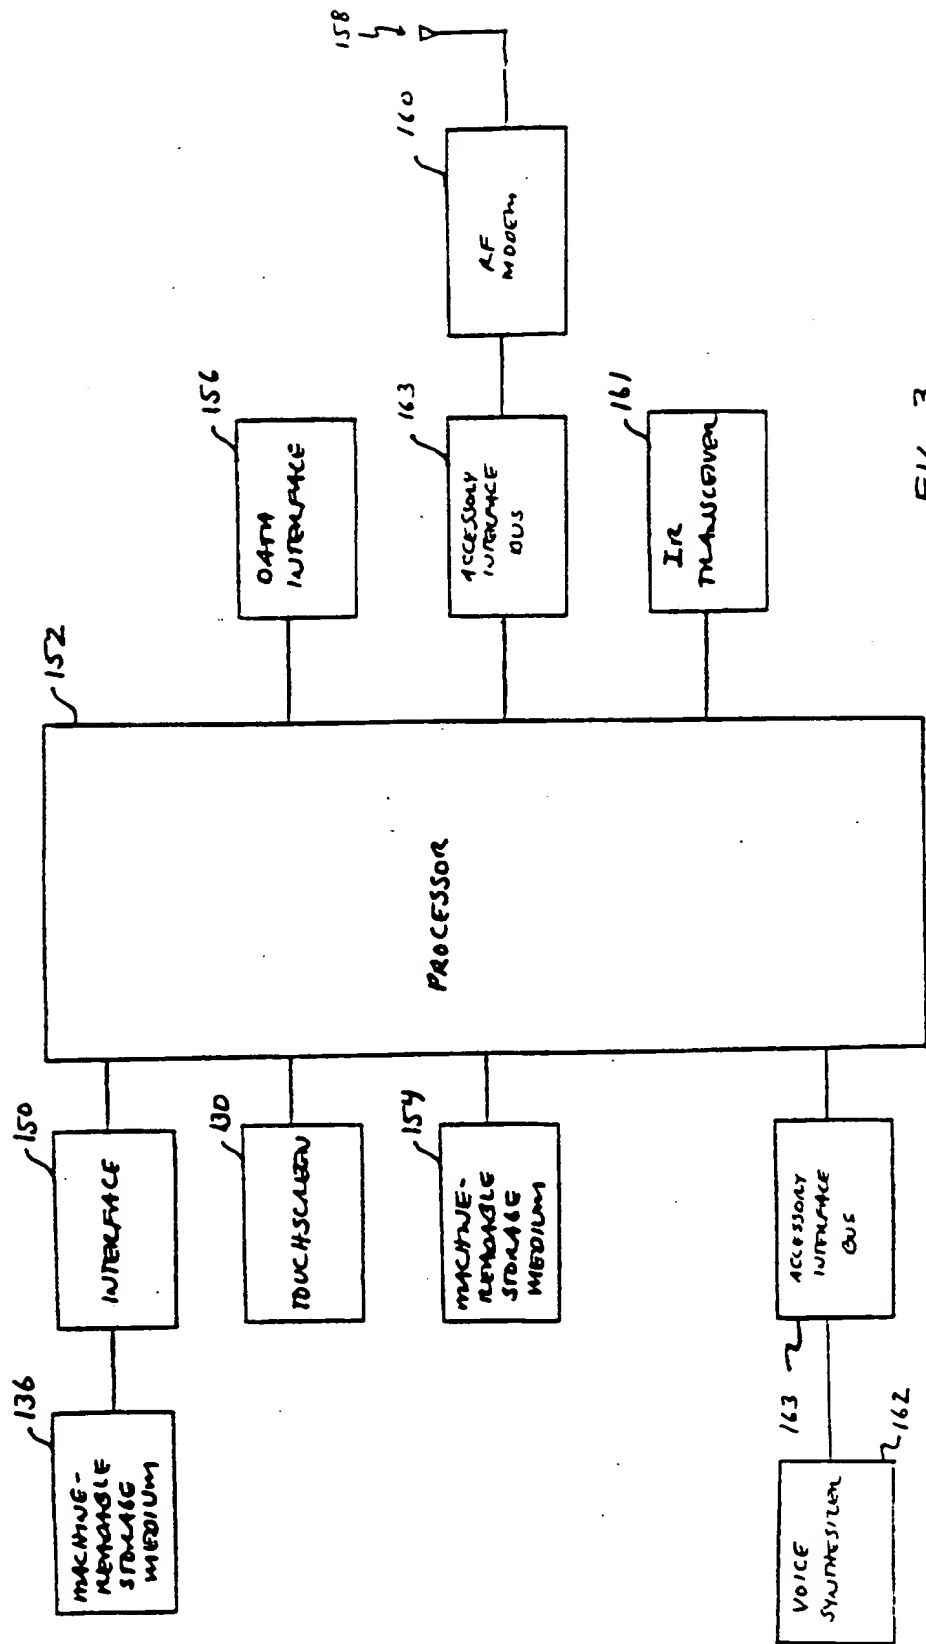 136
MACHINE-
READABLE
STORAGE
MEDIUM
150
INTERFACE
130
TOUCHSCREEN
154
MACHINE-
READABLE
STORAGE
MEDIUM
VOICE
SYNTHESIZER
162
163
ACCESSORY
INTERFACE
BUS
152
PROCESSOR
156
DATA
INTERFACE
163
ACCESSORY
INTERFACE
BUS
160
RF
MODEM
158
161
IR
TRANSCEIVER